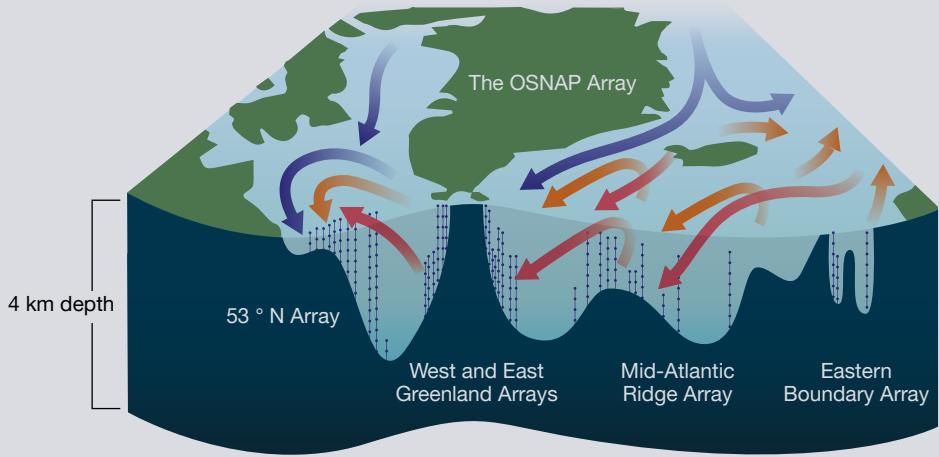 The OSNAP Array
4 km depth
53 ° N Array
West and East
Greenland Arrays
Mid-Atlantic
Ridge Array
Eastern
Boundary Array